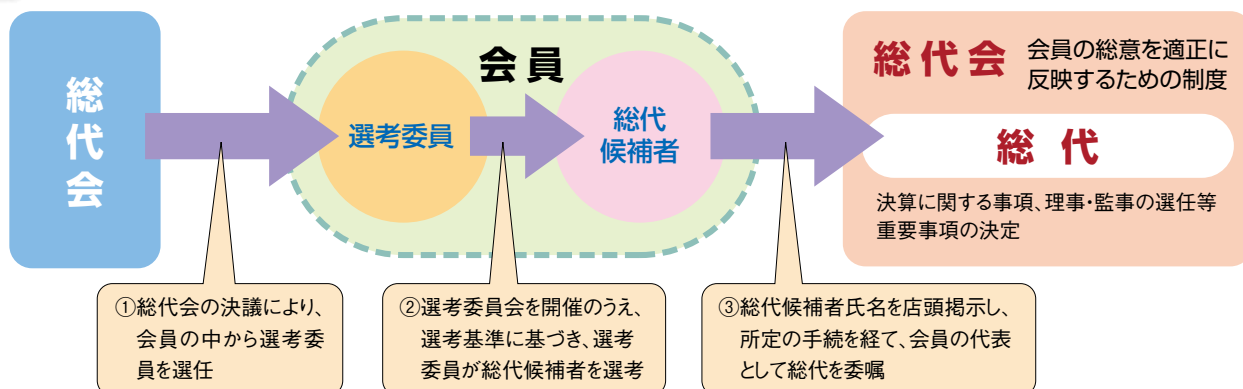 総代会
会員
選考委員
総代
候補者
総代会
会員の総意を適正に
反映するための制度
総代
決算に関する事項、理事・監事の選任等
重要事項の決定
①総代会の決議により、
会員の中から選考委
員を選任
②選考委員会を開催のうえ、
選考基準に基づき、選考
委員が総代候補者を選考
③総代候補者氏名を店頭掲示し、
所定の手続を経て、会員の代表
として総代を委嘱